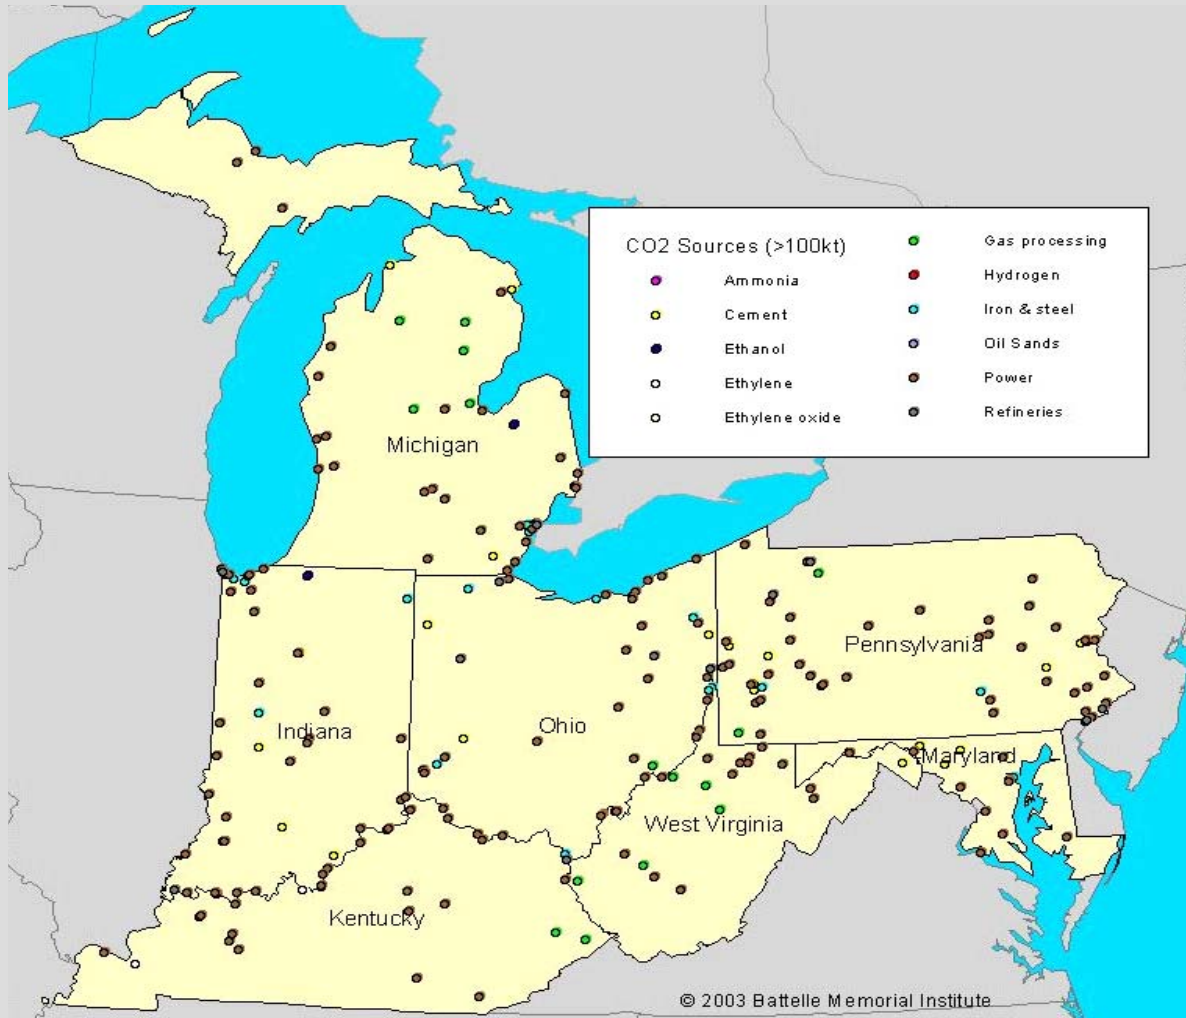 CO2 Sources (>100kt)
Ammonia
Cement
Ethanol
Ethylene
Ethylene oxide
Gas processing
Hydrogen
Iron & steel
Oil Sands
Power
Refineries
Michigan
Pennsylvania
Indiana
Ohio
Maryland
West Virginia
Kentucky
© 2003 Battelle Memorial Institute